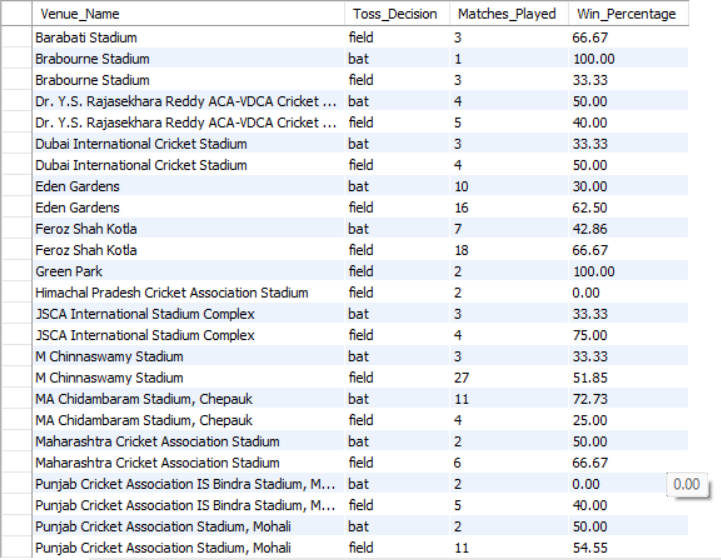 Venue_Name Toss_Decision Matches_Played Win_Percentage
Barabati Stadium field 3 66.67
Brabourne Stadium bat 1 100.00
Brabourne Stadium field 3 33.33
Dr. Y.S. Rajasekhara Reddy ACA-VDCA Cricket ... bat 4 50.00
Dr. Y.S. Rajasekhara Reddy ACA-VDCA Cricket ... field 5 40.00
Dubai International Cricket Stadium bat 3 33.33
Dubai International Cricket Stadium field 4 50.00
Eden Gardens bat 10 30.00
Eden Gardens field 16 62.50
Feroz Shah Kotla bat 7 42.86
Feroz Shah Kotla field 18 66.67
Green Park field 2 100.00
Himachal Pradesh Cricket Association Stadium field 2 0.00
JSCA International Stadium Complex bat 3 33.33
JSCA International Stadium Complex field 4 75.00
M Chinnaswamy Stadium bat 3 33.33
M Chinnaswamy Stadium field 27 51.85
MA Chidambaram Stadium, Chepauk bat 11 72.73
MA Chidambaram Stadium, Chepauk field 4 25.00
Maharashtra Cricket Association Stadium bat 2 50.00
Maharashtra Cricket Association Stadium field 6 66.67
Punjab Cricket Association IS Bindra Stadium, M... bat 2 0.00 0.00
Punjab Cricket Association IS Bindra Stadium, M... field 5 40.00
Punjab Cricket Association Stadium, Mohali bat 2 50.00
Punjab Cricket Association Stadium, Mohali field 11 54.55